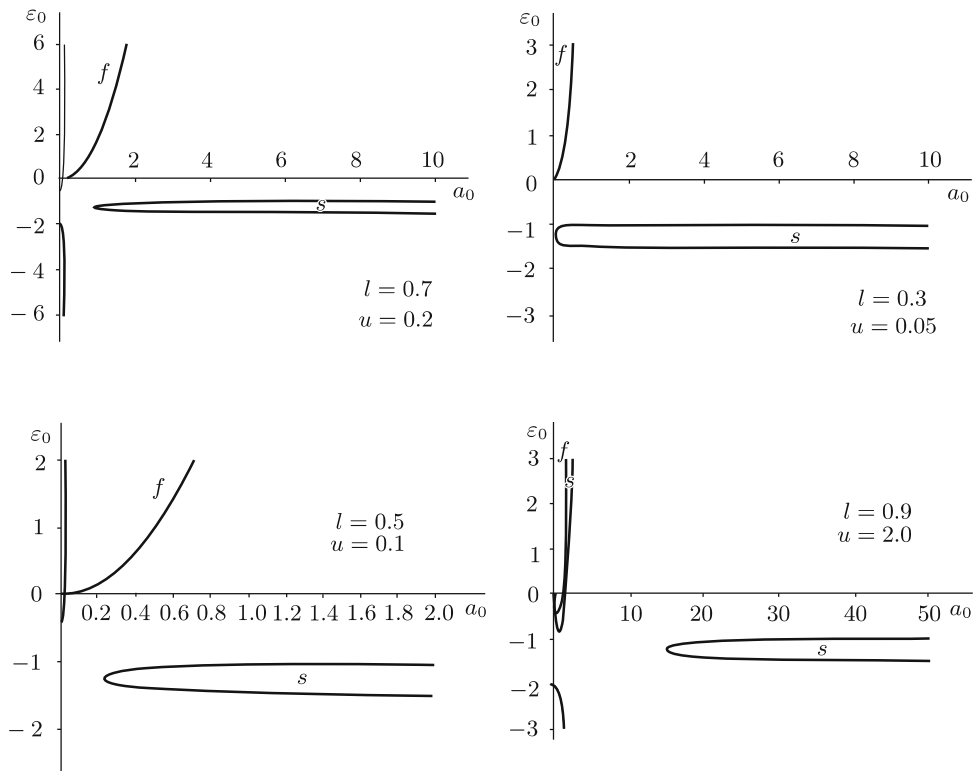 ε₀
6
f
4
2
2 4 6 8 10
0
a₀
s
−2
−4
l = 0.7
u = 0.2
−6
ε₀
3
f
2
1
2 4 6 8 10
0
a₀
−1
s
−2
l = 0.3
−3
u = 0.05
ε₀
2
f
l = 0.5
1
u = 0.1
0
0.2 0.4 0.6 0.8 1.0 1.2 1.4 1.6 1.8 2.0 a₀
−1
s
−2
ε₀
f
3
s
2
l = 0.9
u = 2.0
1
0
10 20 30 40 50 a₀
−1
s
−2
−3